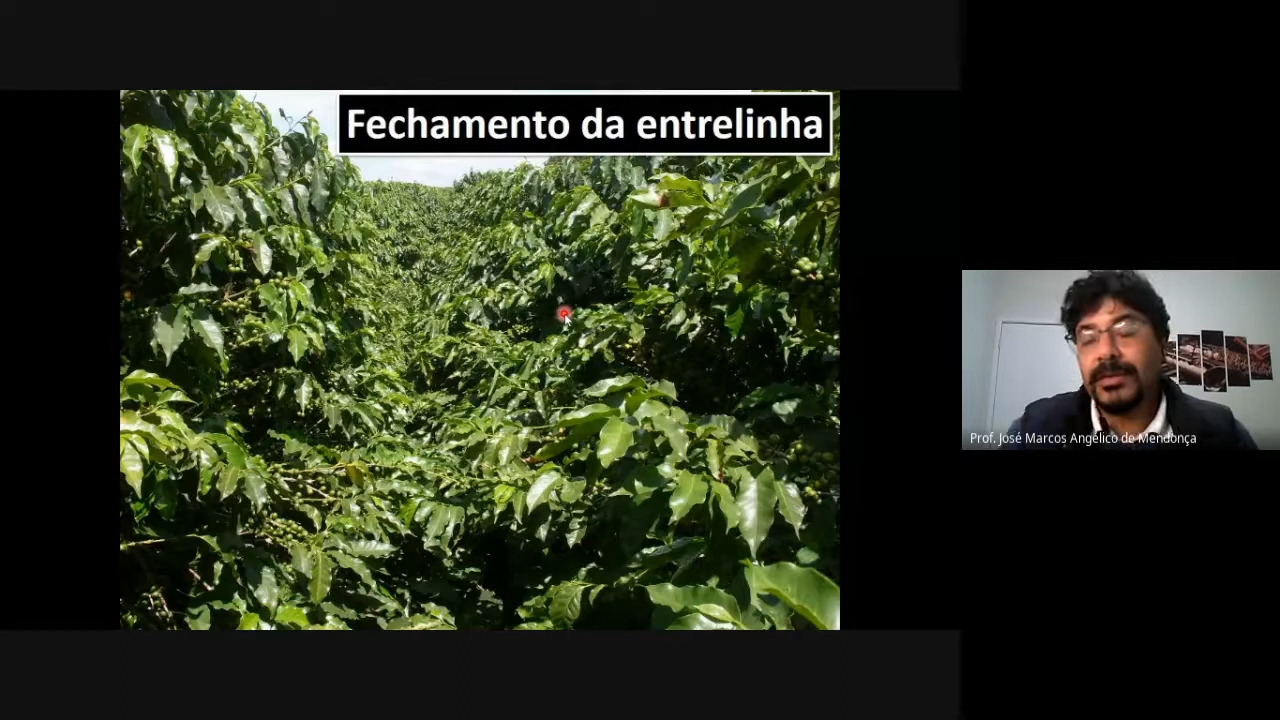 Fechamento da entrelinha
Prof. José Marcos Angélico de Mendonça